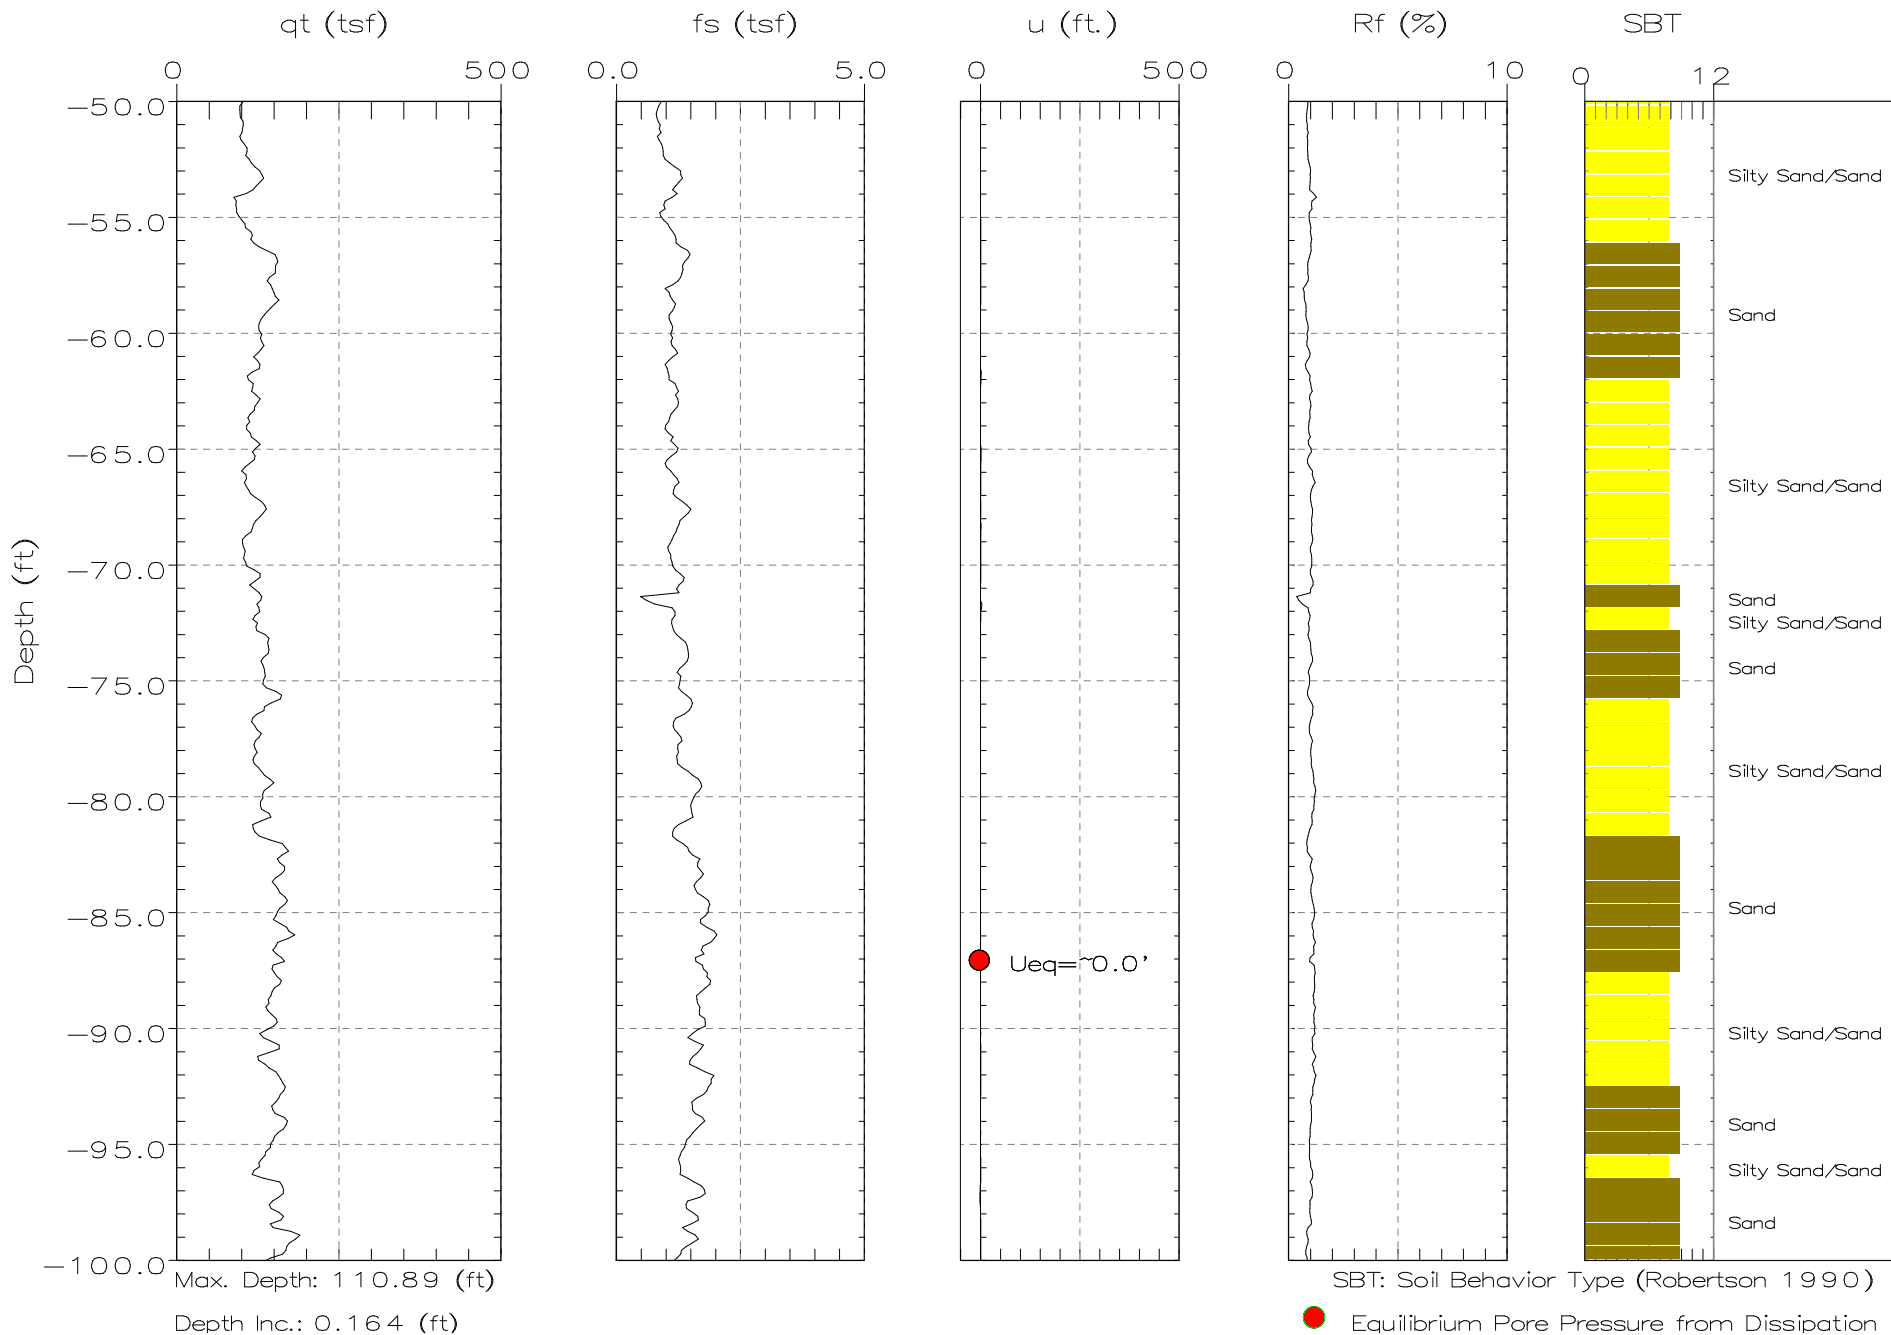 qt (tsf) fs (tsf) u (ft.) Rf (%) SBT
0 500 0.0 5.0 0 500 0 10 0 12
Depth (ft)
-50.0
-55.0
-60.0
-65.0
-70.0
-75.0
-80.0
-85.0
-90.0
-95.0
-100.0
Ueq=~0.0'
Silty Sand/Sand
Sand
Silty Sand/Sand
Sand
Silty Sand/Sand
Sand
Silty Sand/Sand
Sand
Silty Sand/Sand
Sand
Silty Sand/Sand
Sand
Max. Depth: 110.89 (ft)
Depth Inc.: 0.164 (ft)
SBT: Soil Behavior Type (Robertson 1990)
Equilibrium Pore Pressure from Dissipation